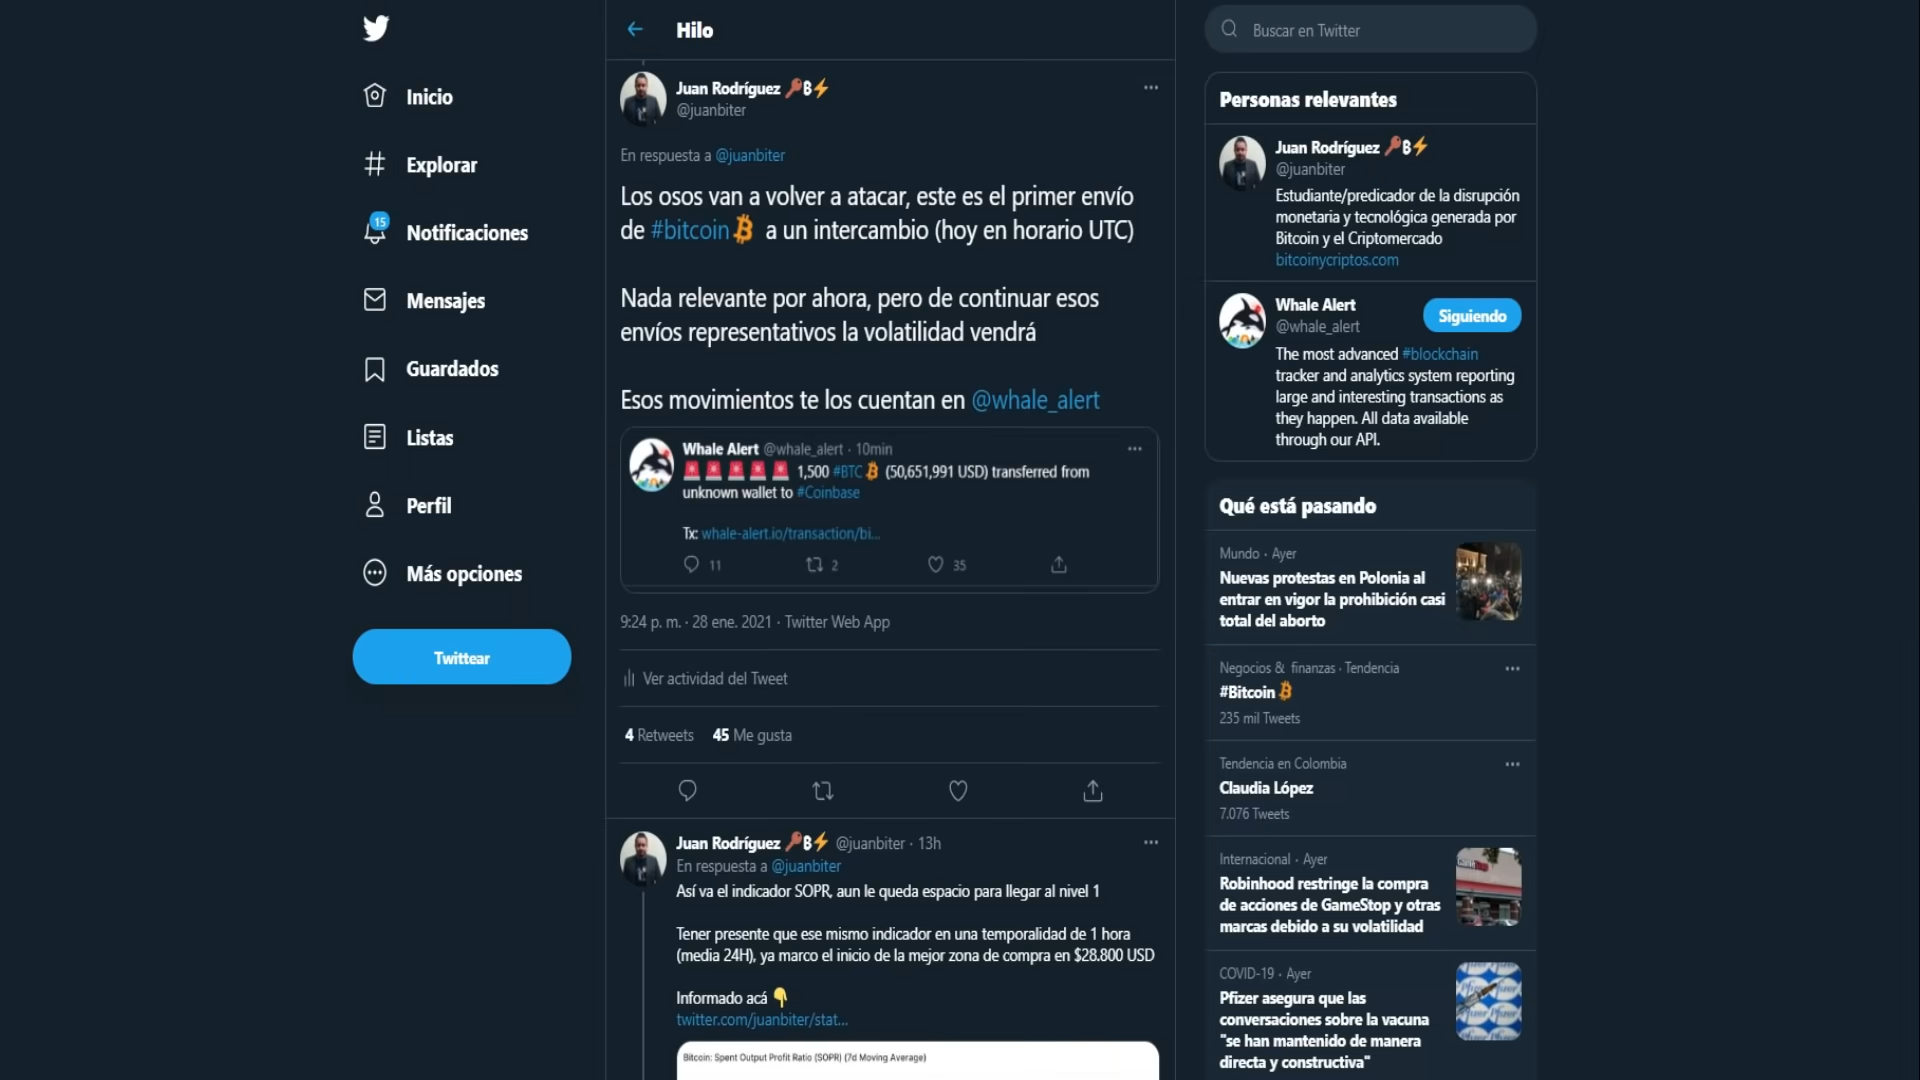 Inicio
Explorar
15
Notificaciones
Mensajes
Guardados
Listas
Perfil
Más opciones
Twittear
Hilo
Juan Rodríguez
@juanbiter
En respuesta a @juanbiter
Los osos van a volver a atacar, este es el primer envío
de #bitcoin a un intercambio (hoy en horario UTC)
Nada relevante por ahora, pero de continuar esos
envíos representativos la volatilidad vendrá
Esos movimientos te los cuentan en @whale_alert
Whale Alert @whale_alert · 10min
1,500 #BTC (50,651,991 USD) transferred from
unknown wallet to #Coinbase
Tx: whale-alert.io/transaction/bi...
11 2 35
9:24 p. m. · 28 ene. 2021 · Twitter Web App
Ver actividad del Tweet
4 Retweets 45 Me gusta
Juan Rodríguez @juanbiter · 13h
En respuesta a @juanbiter
Así va el indicador SOPR, aun le queda espacio para llegar al nivel 1
Tener presente que ese mismo indicador en una temporalidad de 1 hora
(media 24H), ya marco el inicio de la mejor zona de compra en $28.800 USD
Informado acá
twitter.com/juanbiter/stat...
Bitcoin: Spent Output Profit Ratio (SOPR) (7d Moving Average)
Buscar en Twitter
Personas relevantes
Juan Rodríguez
@juanbiter
Estudiante/predicador de la disrupción
monetaria y tecnológica generada por
Bitcoin y el Criptomercado
bitcoinycriptos.com
Whale Alert
@whale_alert
Siguiendo
The most advanced #blockchain
tracker and analytics system reporting
large and interesting transactions as
they happen. All data available
through our API.
Qué está pasando
Mundo · Ayer
Nuevas protestas en Polonia al
entrar en vigor la prohibición casi
total del aborto
Negocios & finanzas · Tendencia
#Bitcoin
235 mil Tweets
Tendencia en Colombia
Claudia López
7.076 Tweets
Internacional · Ayer
Robinhood restringe la compra
de acciones de GameStop y otras
marcas debido a su volatilidad
COVID-19 · Ayer
Pfizer asegura que las
conversaciones sobre la vacuna
"se han mantenido de manera
directa y constructiva"